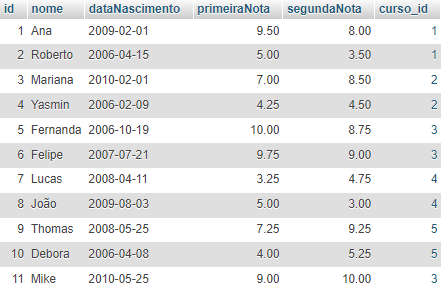 id nome dataNascimento primeiraNota segundaNota curso_id
1 Ana 2009-02-01 9.50 8.00 1
2 Roberto 2006-04-15 5.00 3.50 1
3 Mariana 2010-02-01 7.00 8.50 2
4 Yasmin 2006-02-09 4.25 4.50 2
5 Fernanda 2006-10-19 10.00 8.75 3
6 Felipe 2007-07-21 9.75 9.00 3
7 Lucas 2008-04-11 3.25 4.75 4
8 João 2009-08-03 5.00 3.00 4
9 Thomas 2008-05-25 7.25 9.25 5
10 Debora 2006-04-08 4.00 5.25 5
11 Mike 2010-05-25 9.00 10.00 3